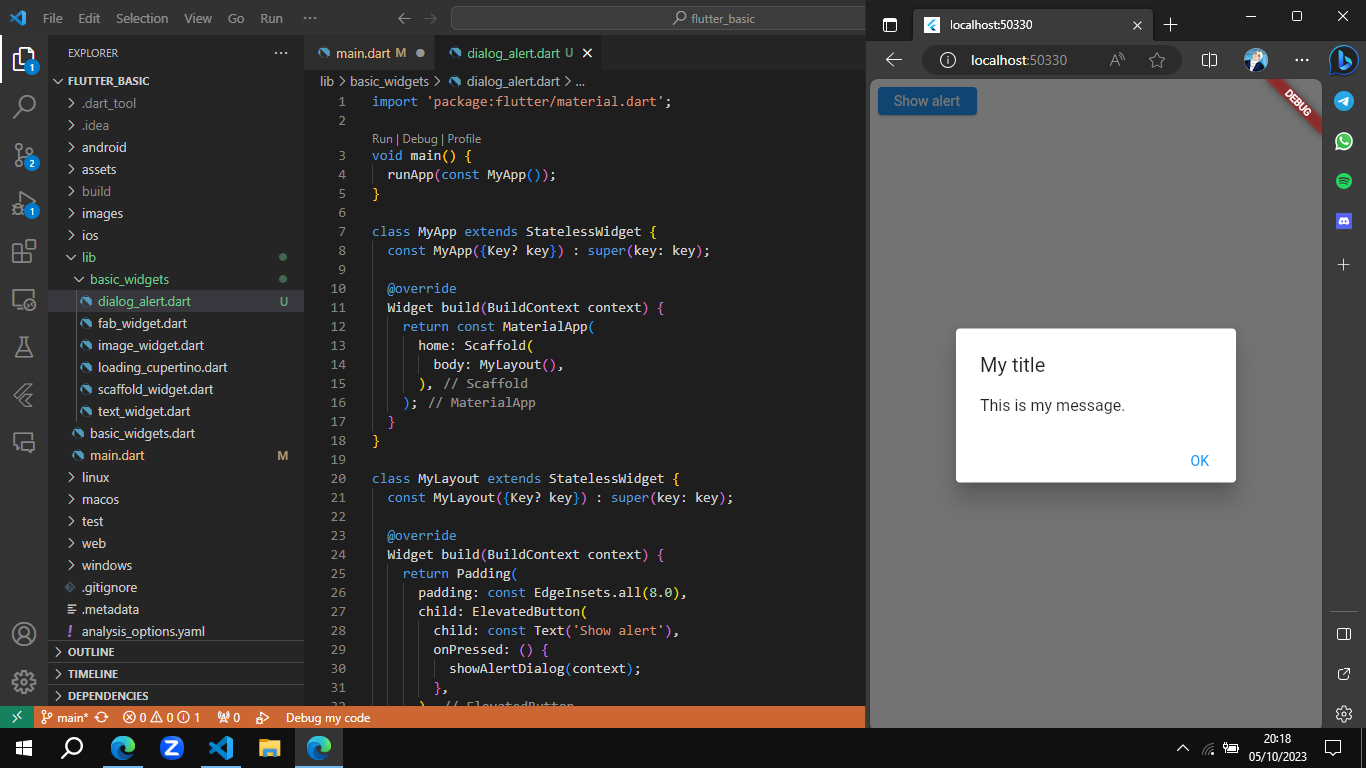 File Edit Selection View Go Run ···
flutter_basic
EXPLORER
FLUTTER_BASIC
.dart_tool
.idea
android
assets
build
images
ios
lib
basic_widgets
dialog_alert.dart U
fab_widget.dart
image_widget.dart
loading_cupertino.dart
scaffold_widget.dart
text_widget.dart
basic_widgets.dart
main.dart M
linux
macos
test
web
windows
.gitignore
.metadata
! analysis_options.yaml
OUTLINE
TIMELINE
DEPENDENCIES
1
2
1
main.dart M
dialog_alert.dart U
lib > basic_widgets > dialog_alert.dart > ...
1 import 'package:flutter/material.dart';
2
Run | Debug | Profile
3 void main() {
4 runApp(const MyApp());
5 }
6
7 class MyApp extends StatelessWidget {
8 const MyApp({Key? key}) : super(key: key);
9
10 @override
11 Widget build(BuildContext context) {
12 return const MaterialApp(
13 home: Scaffold(
14 body: MyLayout(),
15 ), // Scaffold
16 ); // MaterialApp
17 }
18 }
19
20 class MyLayout extends StatelessWidget {
21 const MyLayout({Key? key}) : super(key: key);
22
23 @override
24 Widget build(BuildContext context) {
25 return Padding(
26 padding: const EdgeInsets.all(8.0),
27 child: ElevatedButton(
28 child: const Text('Show alert'),
29 onPressed: () {
30 showAlertDialog(context);
31 },
32 ), // ElevatedButton
main* 0 0 1 0 Debug my code
localhost:50330
localhost:50330
Show alert
DEBUG
My title
This is my message.
OK
20:18
05/10/2023